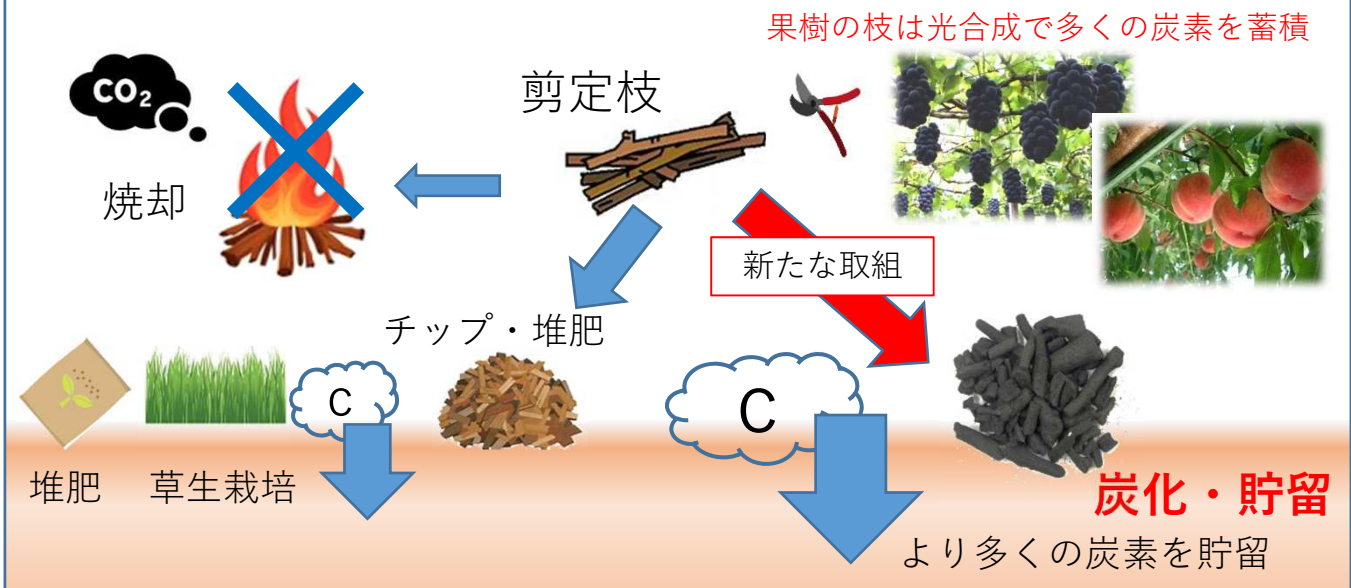 果樹の枝は光合成で多くの炭素を蓄積
CO₂
剪定枝
焼却
新たな取組
チップ・堆肥
C
C
堆肥
草生栽培
炭化・貯留
より多くの炭素を貯留